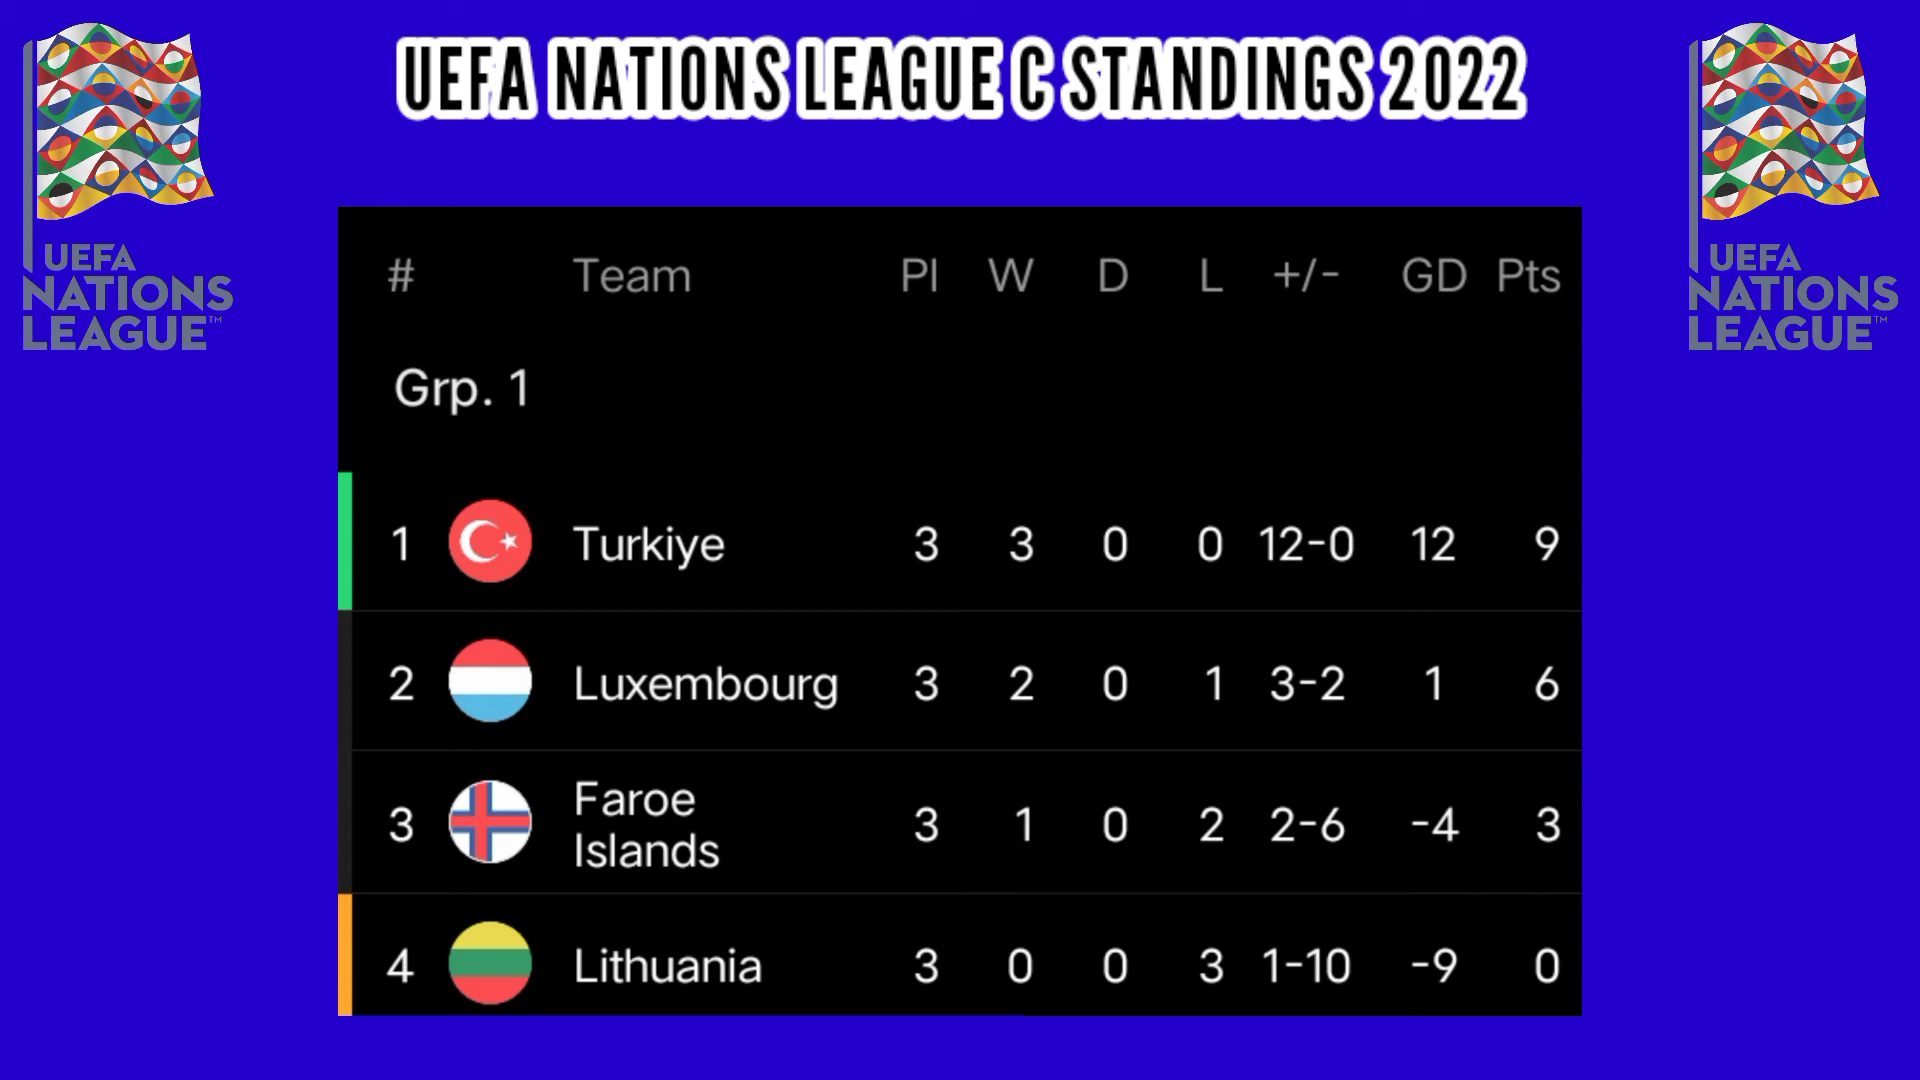 UEFA NATIONS LEAGUE C STANDINGS 2022
UEFA
NATIONS
LEAGUE™
UEFA
NATIONS
LEAGUE™
# Team Pl W D L +/- GD Pts
Grp. 1
1 Turkiye 3 3 0 0 12-0 12 9
2 Luxembourg 3 2 0 1 3-2 1 6
3 Faroe
Islands 3 1 0 2 2-6 -4 3
4 Lithuania 3 0 0 3 1-10 -9 0